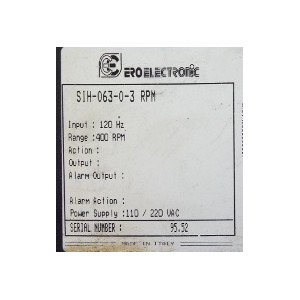 ERO ELECTRONIC
SIH-063-0-3 RPM
Input : 120 Hz
Range : 400 RPM
Action :
Output :
Alarm Output :
Alarm Action :
Power Supply : 110 / 220 VAC
SERIAL NUMBER : 95.52
MADE IN ITALY